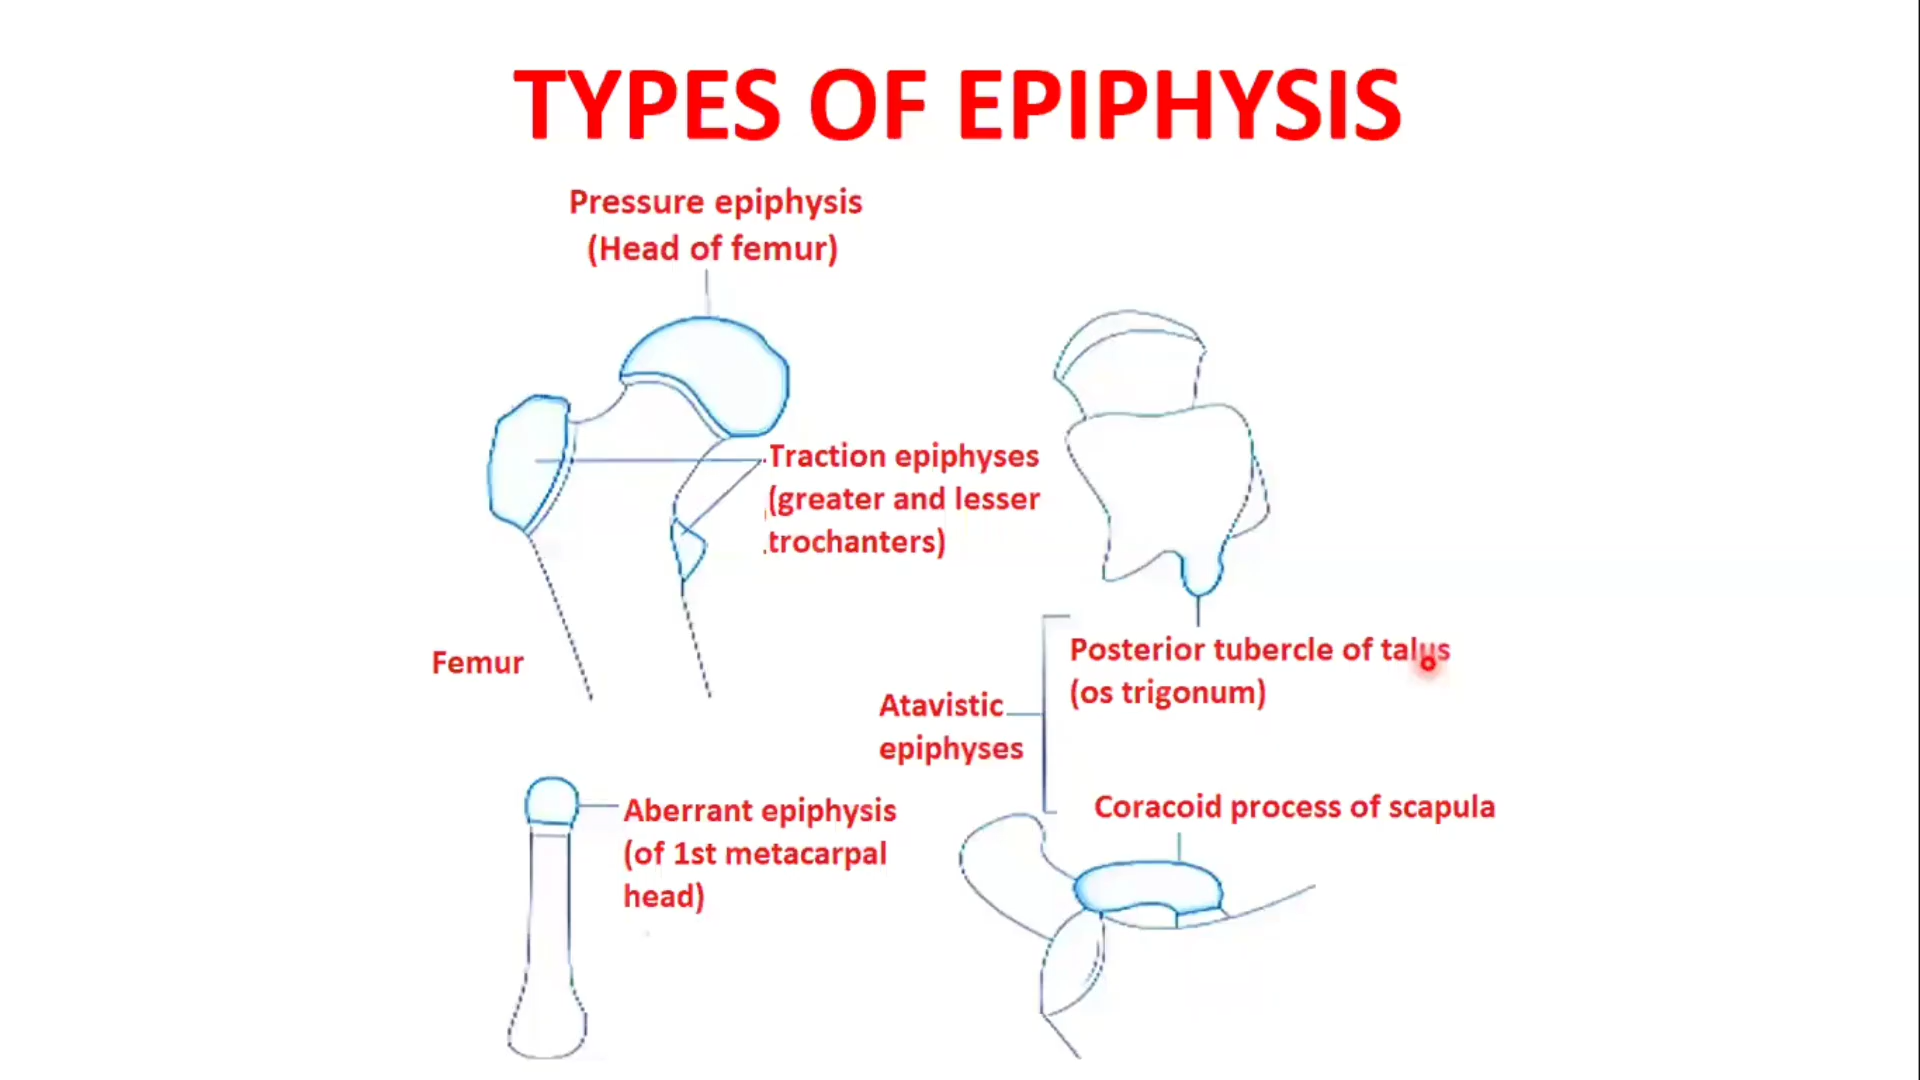 TYPES OF EPIPHYSIS
Pressure epiphysis
(Head of femur)
Traction epiphyses
(greater and lesser
trochanters)
Femur
Posterior tubercle of talus
(os trigonum)
Atavistic
epiphyses
Coracoid process of scapula
Aberrant epiphysis
(of 1st metacarpal
head)